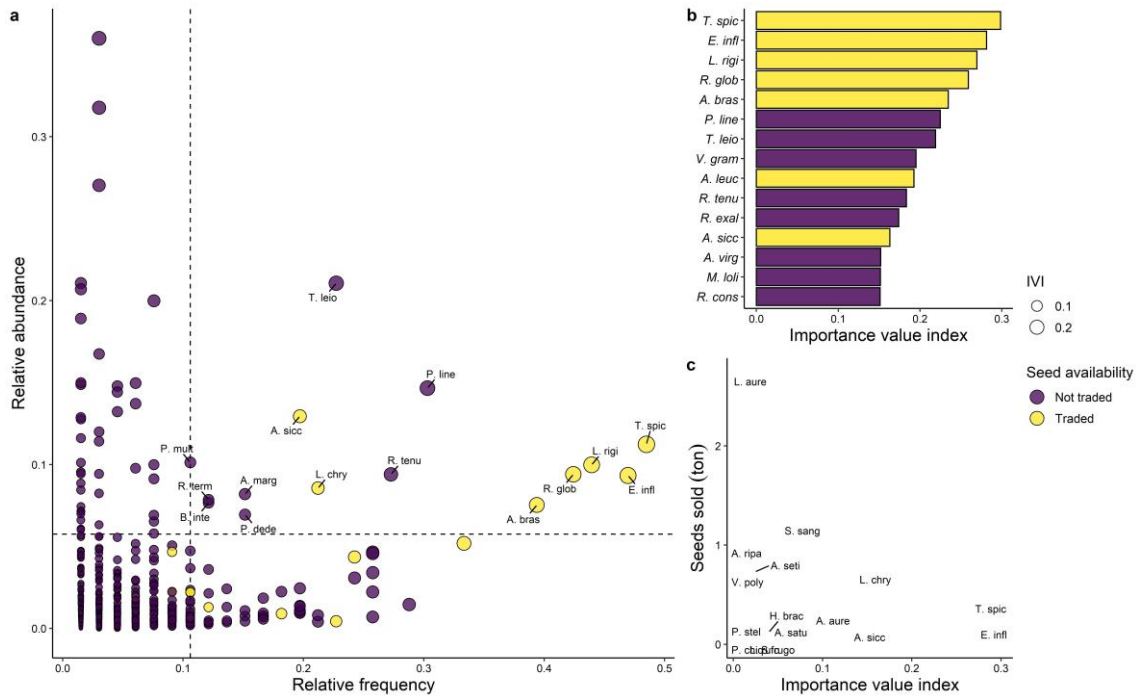 a
Relative abundance
0.3
0.2
0.1
0.0
T. leio
P. line
A. sicc
P. mult
R. term
B. inte
A. marg
P. dede
L. chry
R. tenu
T. spic
L. rigi
R. glob
E. infl
A. bras
0.0 0.1 0.2 0.3 0.4 0.5
Relative frequency
b
T. spic
E. infl
L. rigi
R. glob
A. bras
P. line
T. leio
V. gram
A. leuc
R. tenu
R. exal
A. sicc
A. virg
M. loli
R. cons
0.0 0.1 0.2 0.3
Importance value index
IVI
0.1
0.2
Seed availability
Not traded
Traded
c
Seeds sold (ton)
2
1
0
L. aure
S. sang
A. ripa
A. seti
V. poly
L. chry
T. spic
H. brac
A. aure
P. stel
A. satu
A. sicc
E. infl
0.0 0.1 0.2 0.3
Importance value index